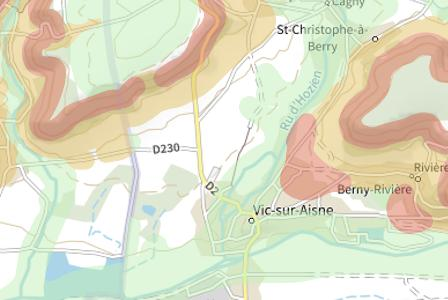 Cagny
St-Christophe-à-
Berry
Ru d'Hozien
D230
Rivière
Berny-Rivière
D2
Vic-sur-Aisne